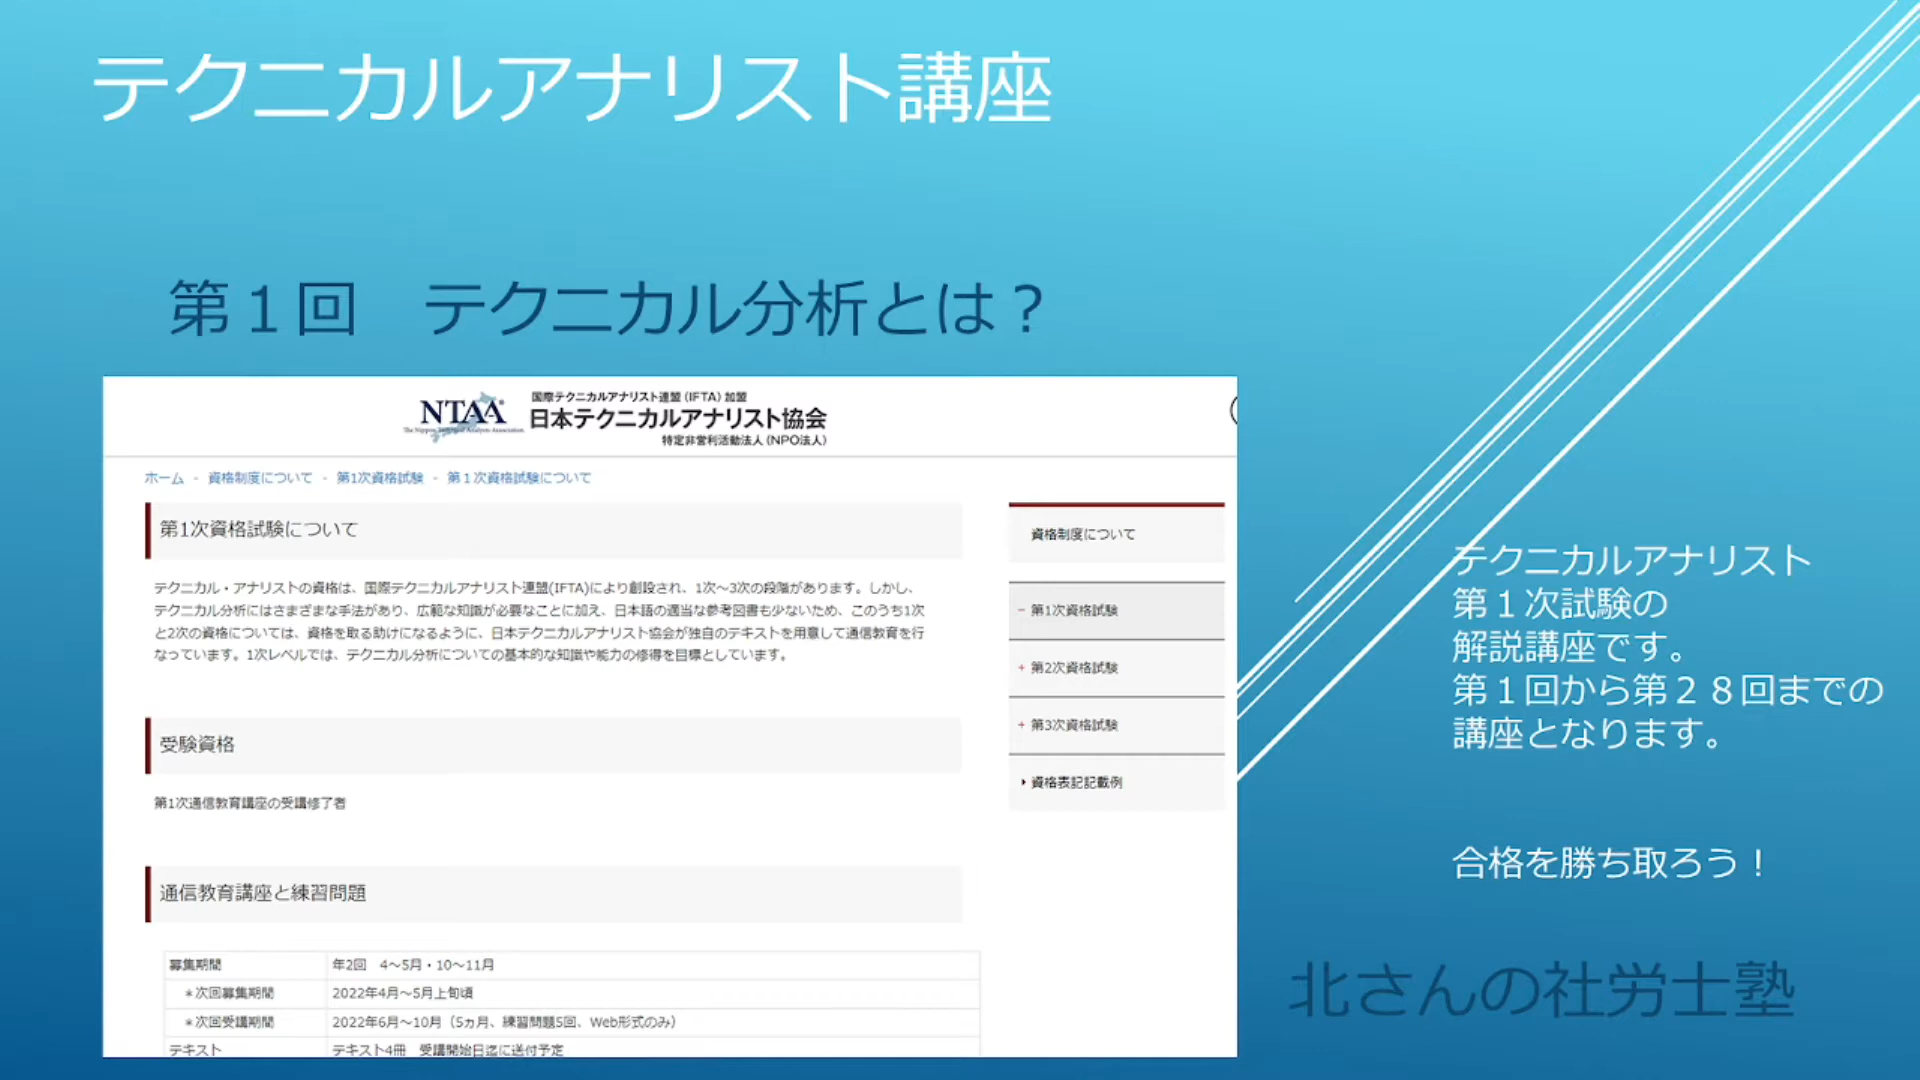 テクニカルアナリスト講座
第１回　テクニカル分析とは？
NTAA
The Nippon Technical Analysts Association
国際テクニカルアナリスト連盟 (IFTA) 加盟
日本テクニカルアナリスト協会
特定非営利活動法人 (NPO法人)
ホーム - 資格制度について - 第1次資格試験 - 第１次資格試験について
第1次資格試験について
テクニカル・アナリストの資格は、国際テクニカルアナリスト連盟(IFTA)により創設され、1次～3次の段階があります。しかし、
テクニカル分析にはさまざまな手法があり、広範な知識が必要なことに加え、日本語の適当な参考図書も少ないため、このうち1次
と2次の資格については、資格を取る助けになるように、日本テクニカルアナリスト協会が独自のテキストを用意して通信教育を行
なっています。1次レベルでは、テクニカル分析についての基本的な知識や能力の修得を目標としています。
受験資格
第1次通信教育講座の受講修了者
通信教育講座と練習問題
募集期間　年2回　4～5月・10～11月
＊次回募集期間　2022年4月～5月上旬頃
＊次回受講期間　2022年6月～10月（5ヵ月、練習問題5回、Web形式のみ）
テキスト　テキスト4冊　受講開始日迄に送付予定
資格制度について
− 第1次資格試験
+ 第2次資格試験
+ 第3次資格試験
資格表記記載例
テクニカルアナリスト
第１次試験の
解説講座です。
第１回から第２８回までの
講座となります。
合格を勝ち取ろう！
北さんの社労士塾